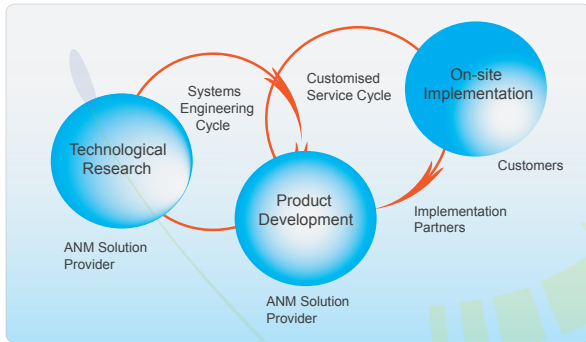 Systems
Engineering
Cycle
Customised
Service Cycle
On-site
Implementation
Technological
Research
Customers
Product
Development
Implementation
Partners
ANM Solution
Provider
ANM Solution
Provider